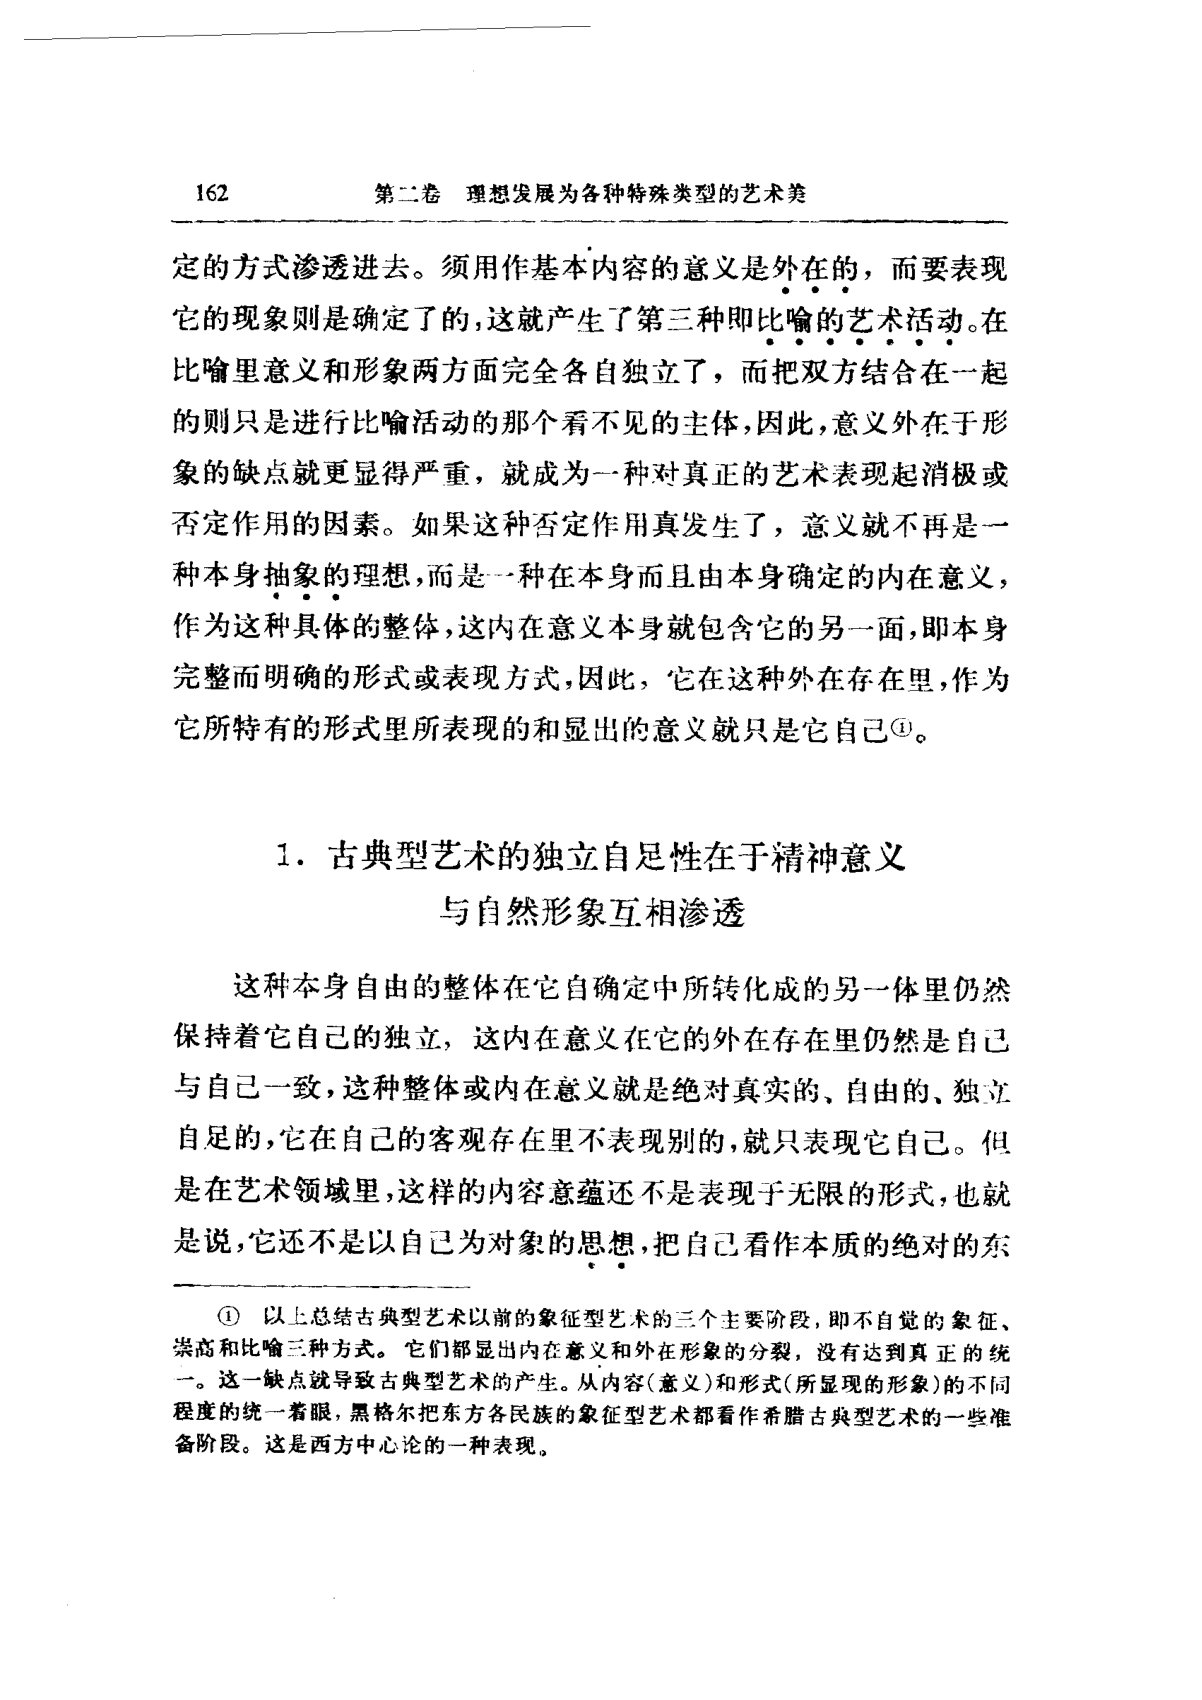 162 第二卷 理想发展为各种特殊类型的艺术美
定的方式渗透进去。须用作基本内容的意义是外在的，而要表现
它的现象则是确定了的，这就产生了第三种即比喻的艺术活动。在
比喻里意义和形象两方面完全各自独立了，而把双方结合在一起
的则只是进行比喻活动的那个看不见的主体，因此，意义外在于形
象的缺点就更显得严重，就成为一种对真正的艺术表现起消极或
否定作用的因素。如果这种否定作用真发生了，意义就不再是一
种本身抽象的理想，而是一种在本身而且由本身确定的内在意义，
作为这种具体的整体，这内在意义本身就包含它的另一面，即本身
完整而明确的形式或表现方式，因此，它在这种外在存在里，作为
它所特有的形式里所表现的和显出的意义就只是它自己①。
1. 古典型艺术的独立自足性在于精神意义
与自然形象互相渗透
这种本身自由的整体在它自确定中所转化成的另一体里仍然
保持着它自己的独立，这内在意义在它的外在存在里仍然是自己
与自己一致，这种整体或内在意义就是绝对真实的、自由的、独立
自足的，它在自己的客观存在里不表现别的，就只表现它自己。但
是在艺术领域里，这样的内容意蕴还不是表现于无限的形式，也就
是说，它还不是以自己为对象的思想，把自己看作本质的绝对的东
① 以上总结古典型艺术以前的象征型艺术的三个主要阶段，即不自觉的象征、
崇高和比喻三种方式。它们都显出内在意义和外在形象的分裂，没有达到真正的统
一。这一缺点就导致古典型艺术的产生。从内容(意义)和形式(所显现的形象)的不同
程度的统一着眼，黑格尔把东方各民族的象征型艺术都看作希腊古典型艺术的一些准
备阶段。这是西方中心论的一种表现。